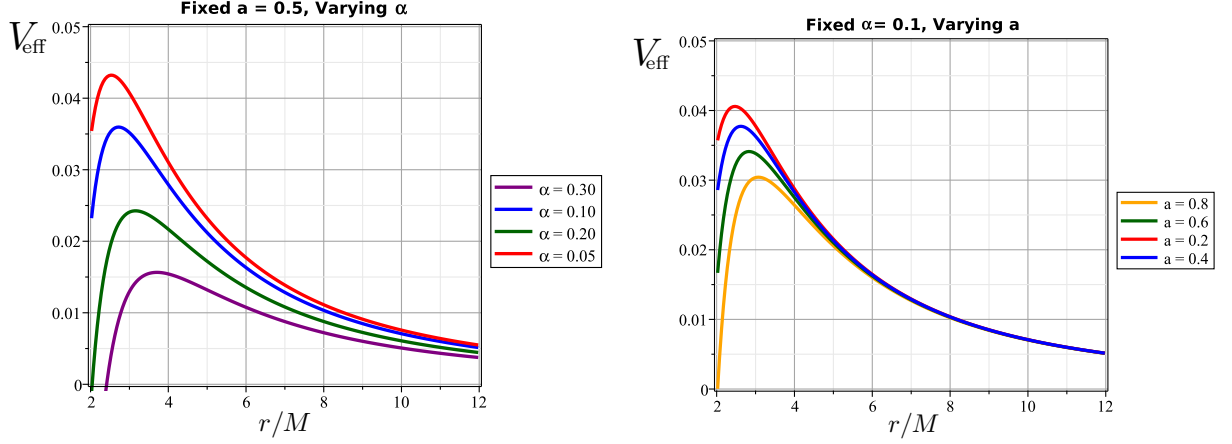 Fixed a = 0.5, Varying α
V_eff
0.05
0.04
0.03
0.02
0.01
0
2 4 6 8 10 12
r/M
α = 0.30
α = 0.10
α = 0.20
α = 0.05
Fixed α= 0.1, Varying a
V_eff
0.05
0.04
0.03
0.02
0.01
0
2 4 6 8 10 12
r/M
a = 0.8
a = 0.6
a = 0.2
a = 0.4